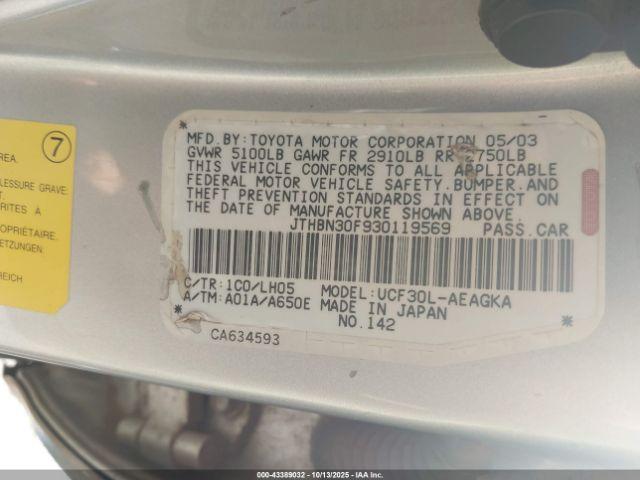 7
AREA.
PLESSURE GRAVE
T.
RITES À
PROPRIÉTAIRE.
ETZUNGEN.
REICH
MFD.BY:TOYOTA MOTOR CORPORATION 05/03
GVWR 5100LB GAWR FR 2910LB RR 2750LB
THIS VEHICLE CONFORMS TO ALL APPLICABLE
FEDERAL MOTOR VEHICLE SAFETY.BUMPER.AND
THEFT PREVENTION STANDARDS IN EFFECT ON
THE DATE OF MANUFACTURE SHOWN ABOVE.
JTHBN30F930119569 PASS.CAR
C/TR:1C0/LH05 MODEL:UCF30L-AEAGKA
A/TM:A01A/A650E MADE IN JAPAN
NO.142
CA634593
000-43389032 - 10/13/2025 - IAA Inc.